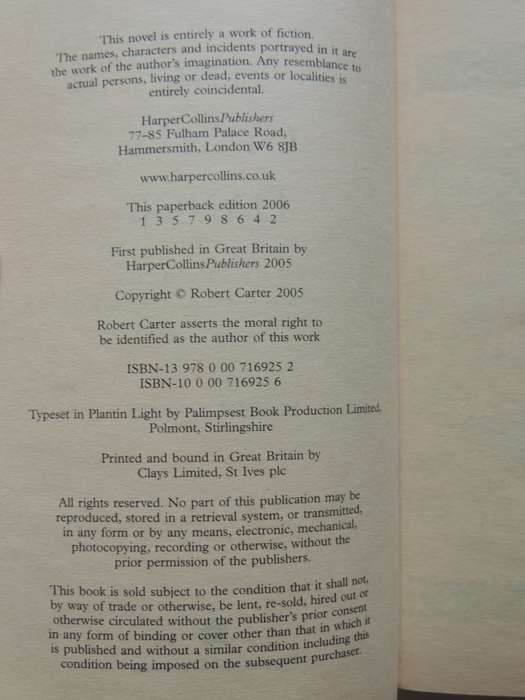 This novel is entirely a work of fiction.
The names, characters and incidents portrayed in it are
the work of the author's imagination. Any resemblance to
actual persons, living or dead, events or localities is
entirely coincidental.
HarperCollinsPublishers
77–85 Fulham Palace Road,
Hammersmith, London W6 8JB
www.harpercollins.co.uk
This paperback edition 2006
1 3 5 7 9 8 6 4 2
First published in Great Britain by
HarperCollinsPublishers 2005
Copyright © Robert Carter 2005
Robert Carter asserts the moral right to
be identified as the author of this work
ISBN-13 978 0 00 716925 2
ISBN-10 0 00 716925 6
Typeset in Plantin Light by Palimpsest Book Production Limited,
Polmont, Stirlingshire
Printed and bound in Great Britain by
Clays Limited, St Ives plc
All rights reserved. No part of this publication may be
reproduced, stored in a retrieval system, or transmitted,
in any form or by any means, electronic, mechanical,
photocopying, recording or otherwise, without the
prior permission of the publishers.
This book is sold subject to the condition that it shall not,
by way of trade or otherwise, be lent, re-sold, hired out or
otherwise circulated without the publisher's prior consent
in any form of binding or cover other than that in which it
is published and without a similar condition including this
condition being imposed on the subsequent purchaser.